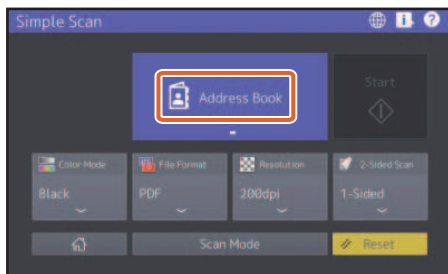 Simple Scan
Address Book
Start
Color Mode
File Format
Resolution
2-Sided Scan
Black
PDF
200dpi
1-Sided
Scan Mode
Reset